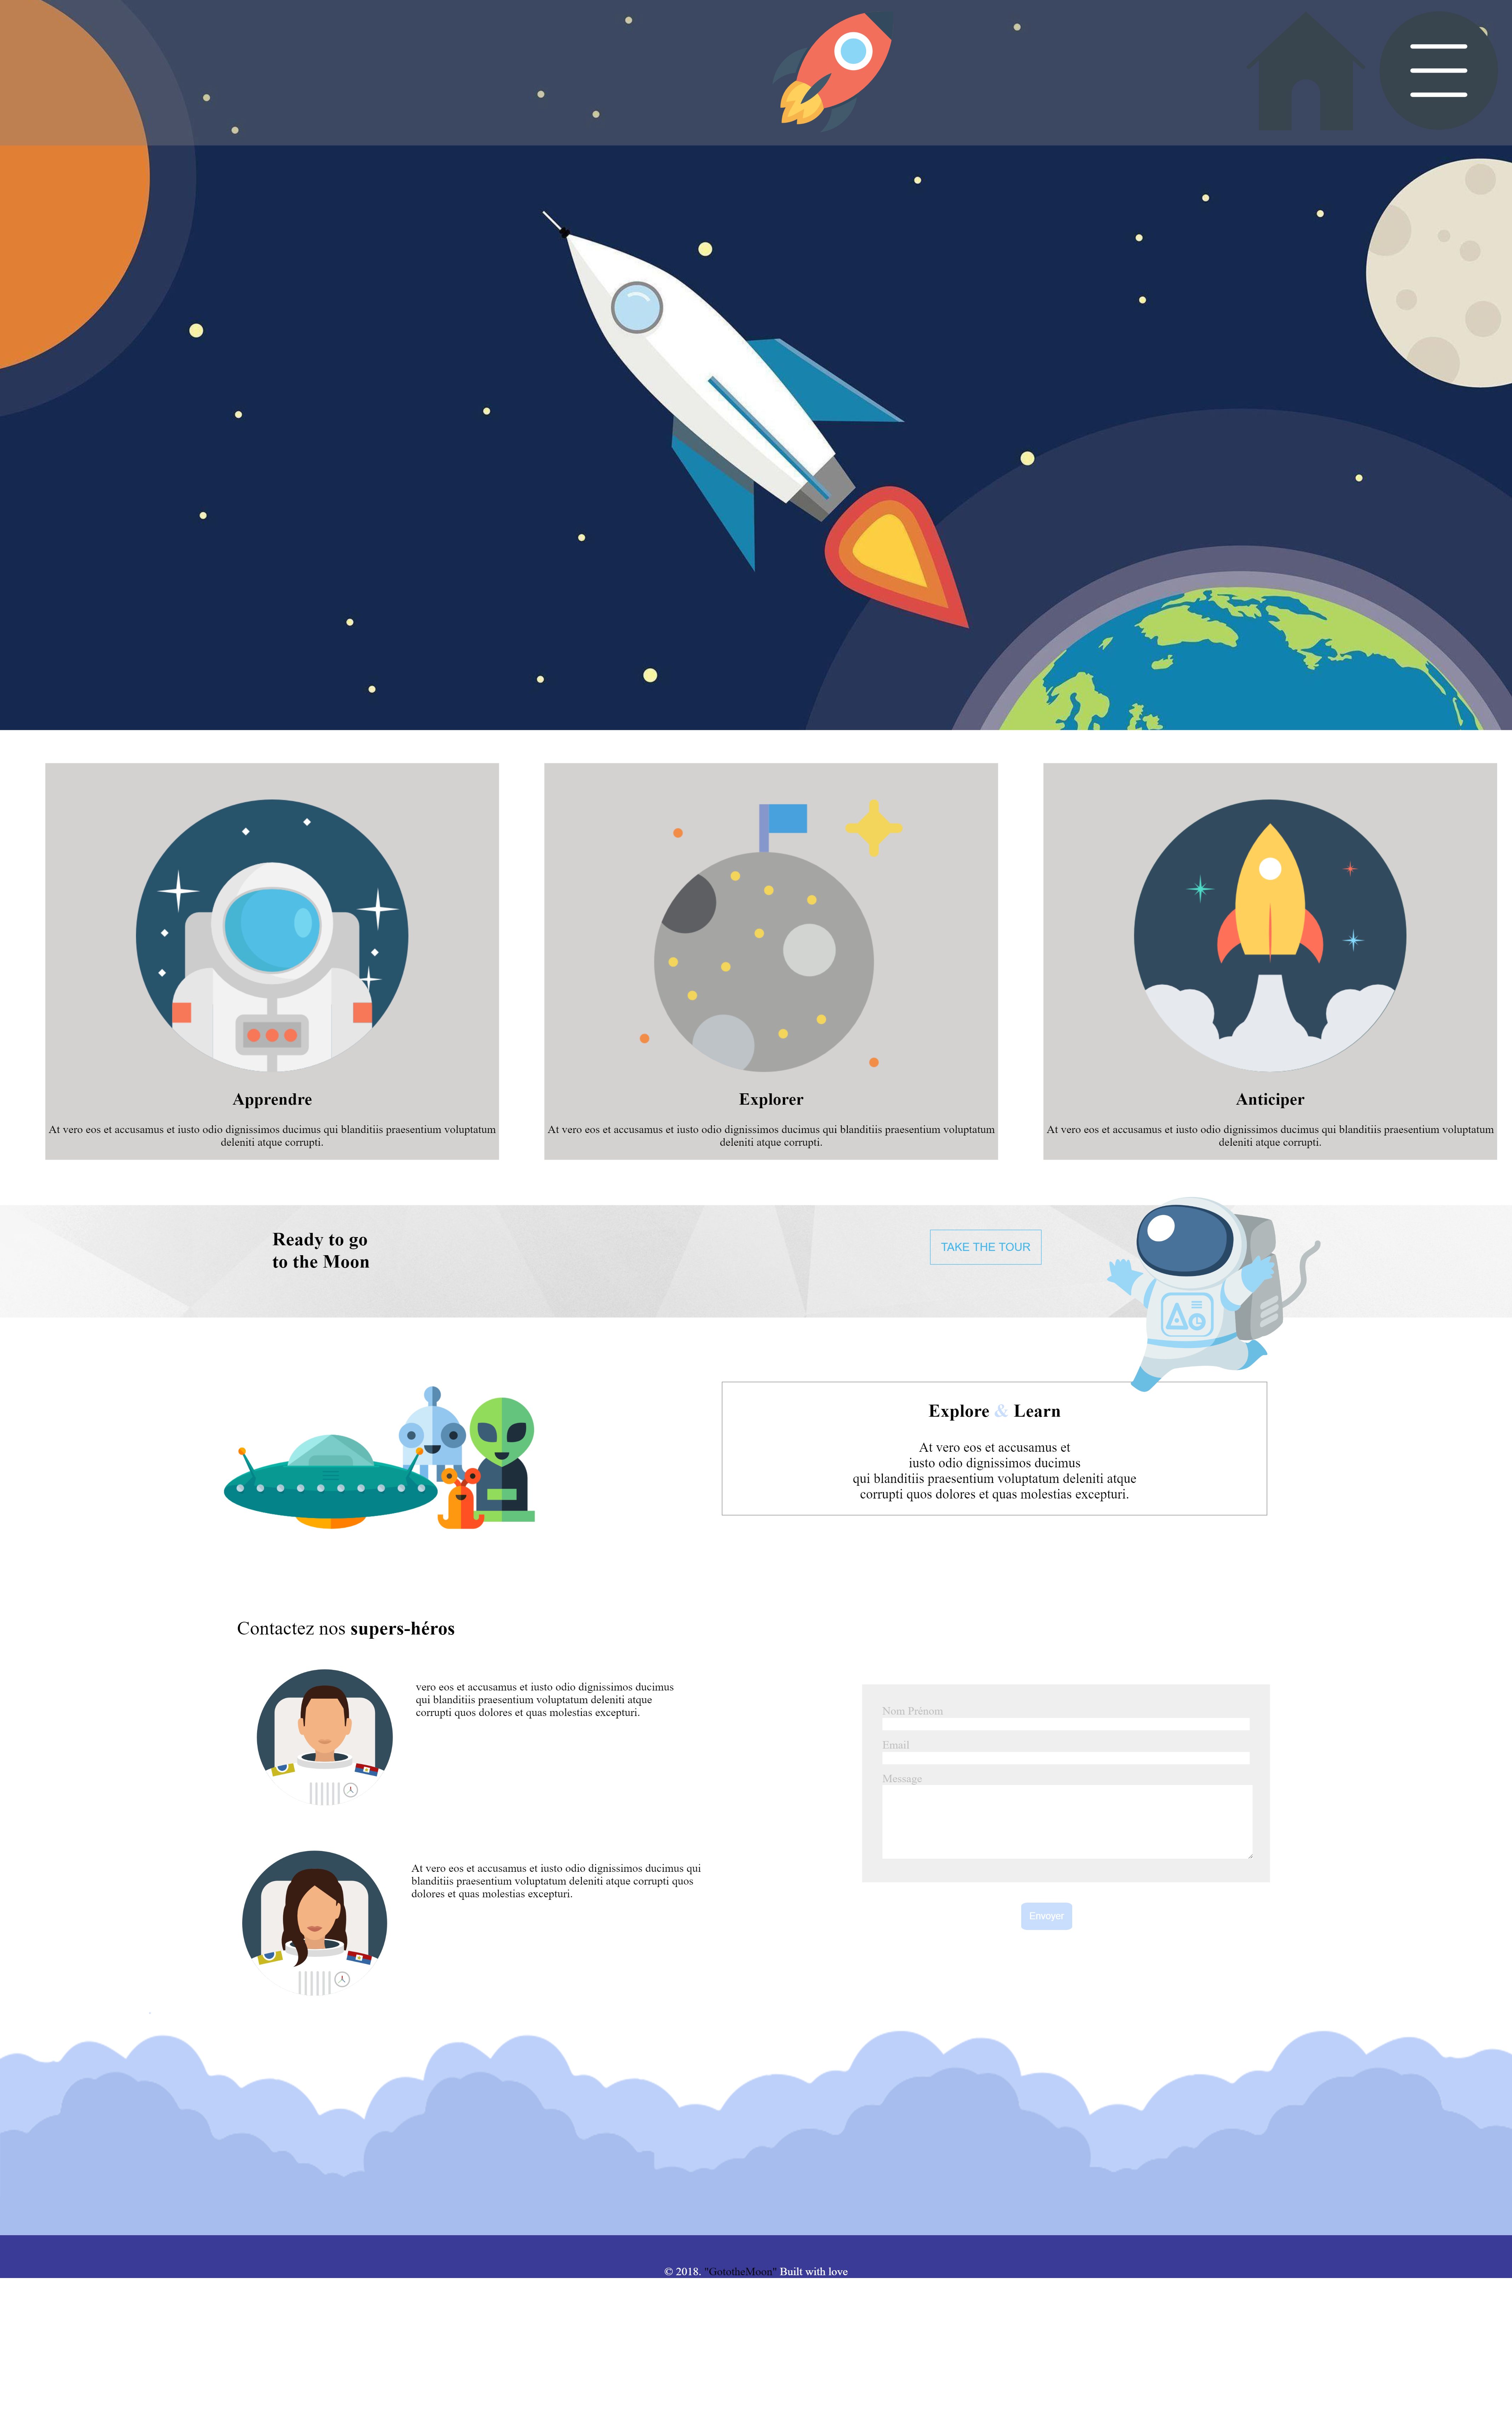 Apprendre
At vero eos et accusamus et iusto odio dignissimos ducimus qui blanditiis praesentium voluptatum
deleniti atque corrupti.
Explorer
At vero eos et accusamus et iusto odio dignissimos ducimus qui blanditiis praesentium voluptatum
deleniti atque corrupti.
Anticiper
At vero eos et accusamus et iusto odio dignissimos ducimus qui blanditiis praesentium voluptatum
deleniti atque corrupti.
Ready to go
to the Moon
TAKE THE TOUR
Explore & Learn
At vero eos et accusamus et
iusto odio dignissimos ducimus
qui blanditiis praesentium voluptatum deleniti atque
corrupti quos dolores et quas molestias excepturi.
Contactez nos supers-héros
vero eos et accusamus et iusto odio dignissimos ducimus
qui blanditiis praesentium voluptatum deleniti atque
corrupti quos dolores et quas molestias excepturi.
At vero eos et accusamus et iusto odio dignissimos ducimus qui
blanditiis praesentium voluptatum deleniti atque corrupti quos
dolores et quas molestias excepturi.
Nom Prénom
Email
Message
Envoyer
© 2018. "GototheMoon" Built with love